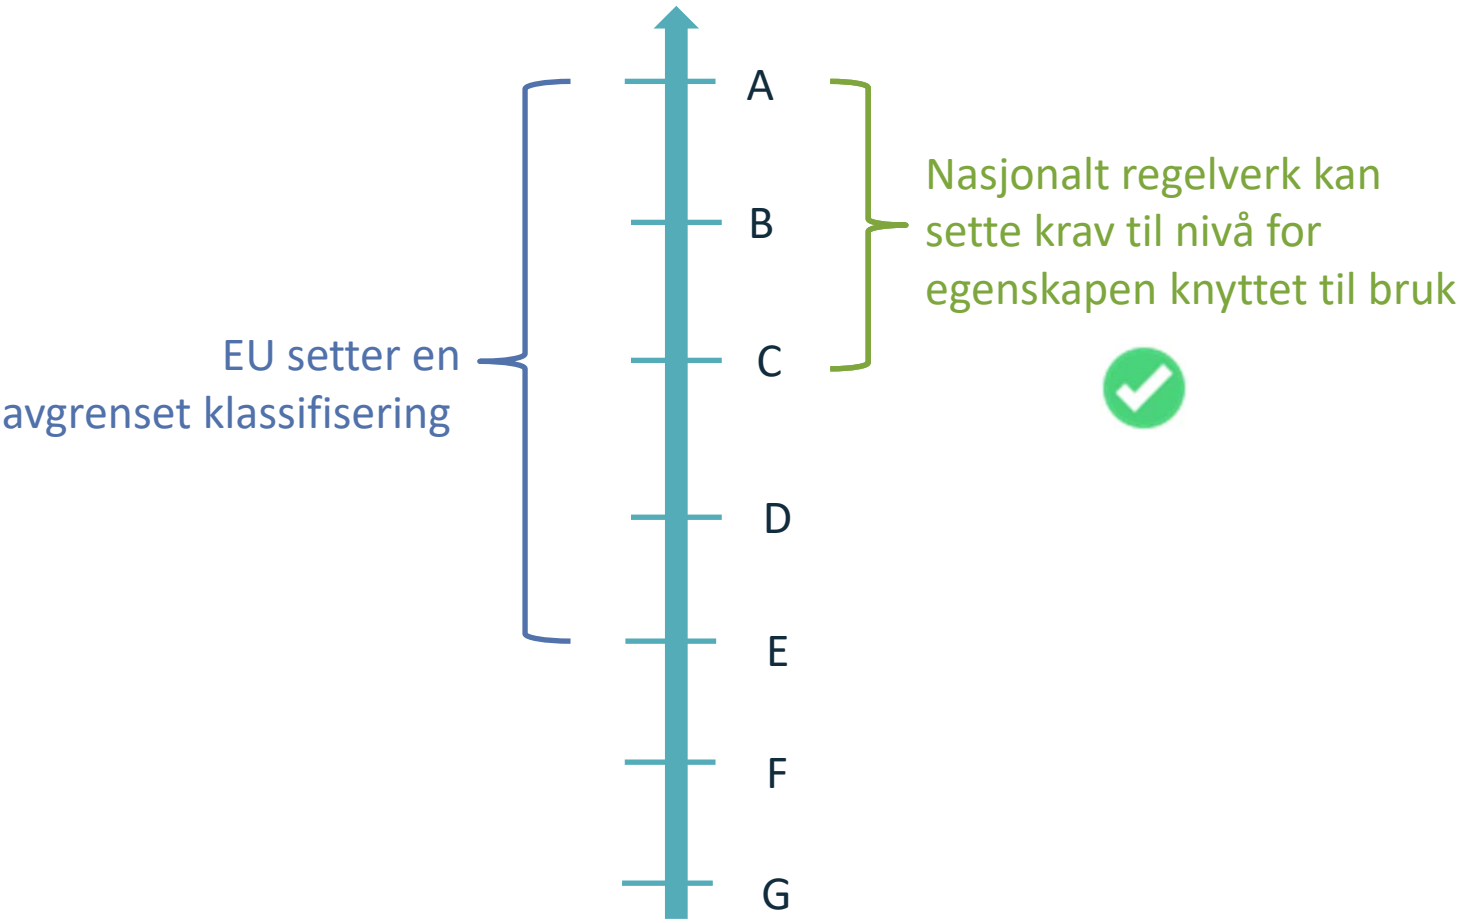 A
B
C
D
E
F
G
EU setter en
avgrenset klassifisering
Nasjonalt regelverk kan
sette krav til nivå for
egenskapen knyttet til bruk